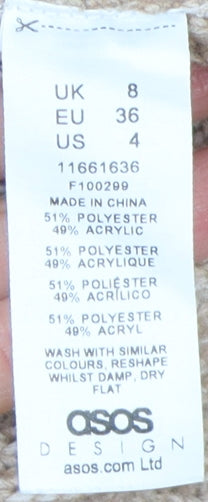 UK 8
EU 36
US 4
11661636
F100299
MADE IN CHINA
51% POLYESTER
49% ACRYLIC
51% POLYESTER
49% ACRYLIQUE
51% POLIÉSTER
49% ACRÍLICO
51% POLYESTER
49% ACRYL
WASH WITH SIMILAR
COLOURS, RESHAPE
WHILST DAMP, DRY
FLAT
asos
DESIGN
asos.com Ltd